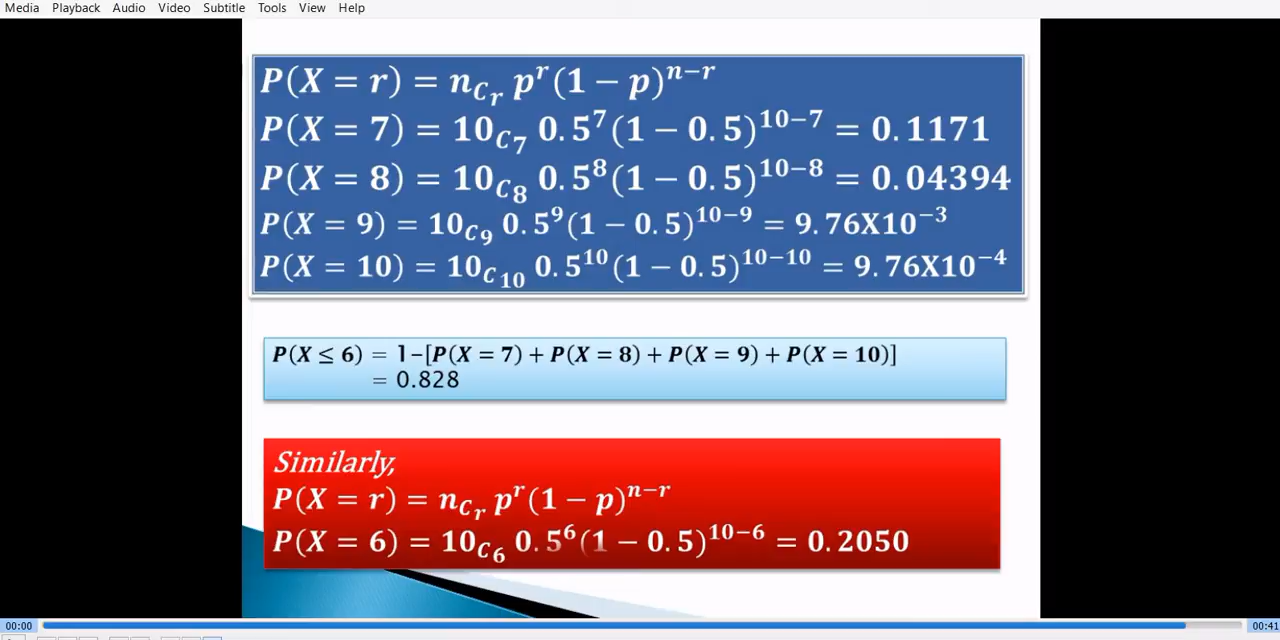 Media Playback Audio Video Subtitle Tools View Help
P(X = r) = n_{C_r} p^r(1 − p)^{n−r}
P(X = 7) = 10_{C_7} 0.5^7(1 − 0.5)^{10−7} = 0.1171
P(X = 8) = 10_{C_8} 0.5^8(1 − 0.5)^{10−8} = 0.04394
P(X = 9) = 10_{C_9} 0.5^9(1 − 0.5)^{10−9} = 9.76X10^{−3}
P(X = 10) = 10_{C_{10}} 0.5^{10}(1 − 0.5)^{10−10} = 9.76X10^{−4}
P(X ≤ 6) = 1−[P(X = 7) + P(X = 8) + P(X = 9) + P(X = 10)]
= 0.828
Similarly,
P(X = r) = n_{C_r} p^r(1 − p)^{n−r}
P(X = 6) = 10_{C_6} 0.5^6(1 − 0.5)^{10−6} = 0.2050
00:00 00:41